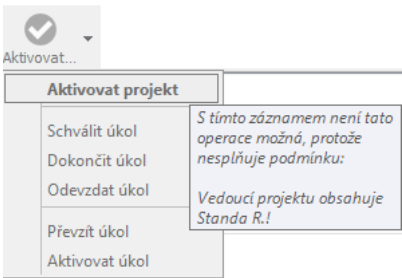 Aktivovat...
Aktivovat projekt
Schválit úkol
Dokončit úkol
Odevzdat úkol
Převzít úkol
Aktivovat úkol
S tímto záznamem není tato
operace možná, protože
nesplňuje podmínku:
Vedoucí projektu obsahuje
Standa R.!